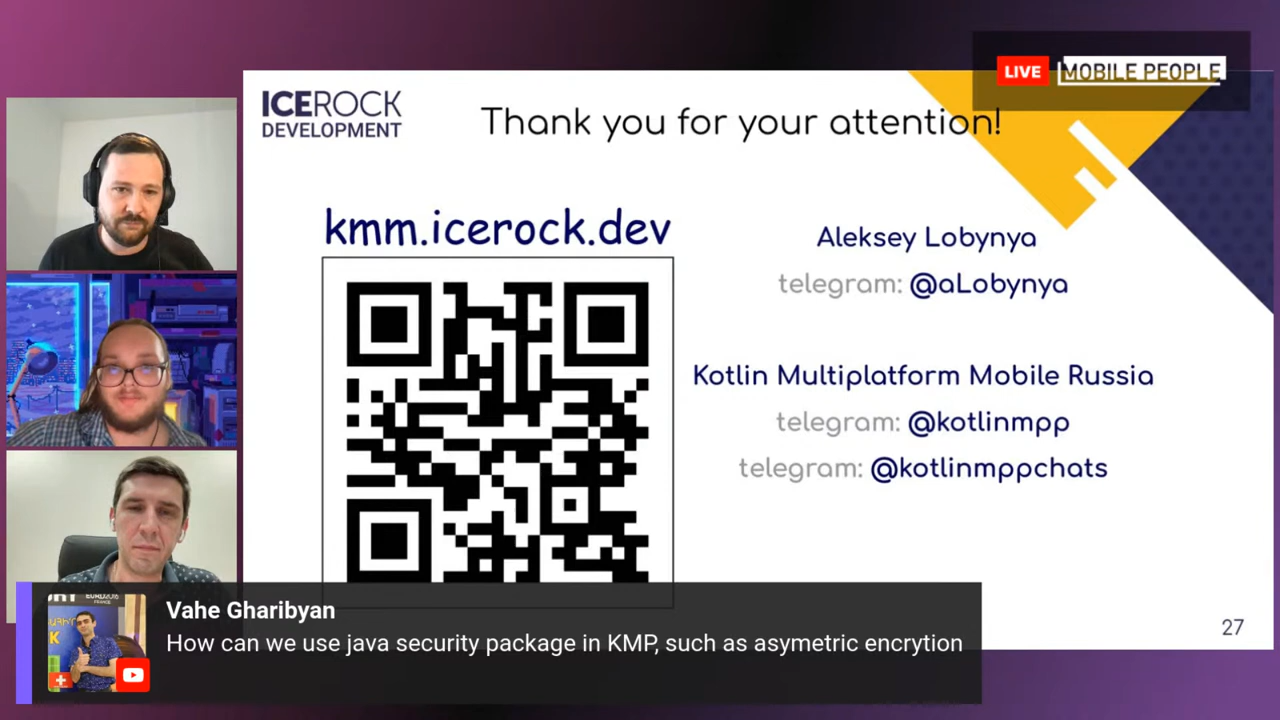 LIVE
MOBILE PEOPLE
ICEROCK
DEVELOPMENT
Thank you for your attention!
kmm.icerock.dev
Aleksey Lobynya
telegram: @aLobynya
Kotlin Multiplatform Mobile Russia
telegram: @kotlinmpp
telegram: @kotlinmppchats
27
Vahe Gharibyan
How can we use java security package in KMP, such as asymetric encrytion